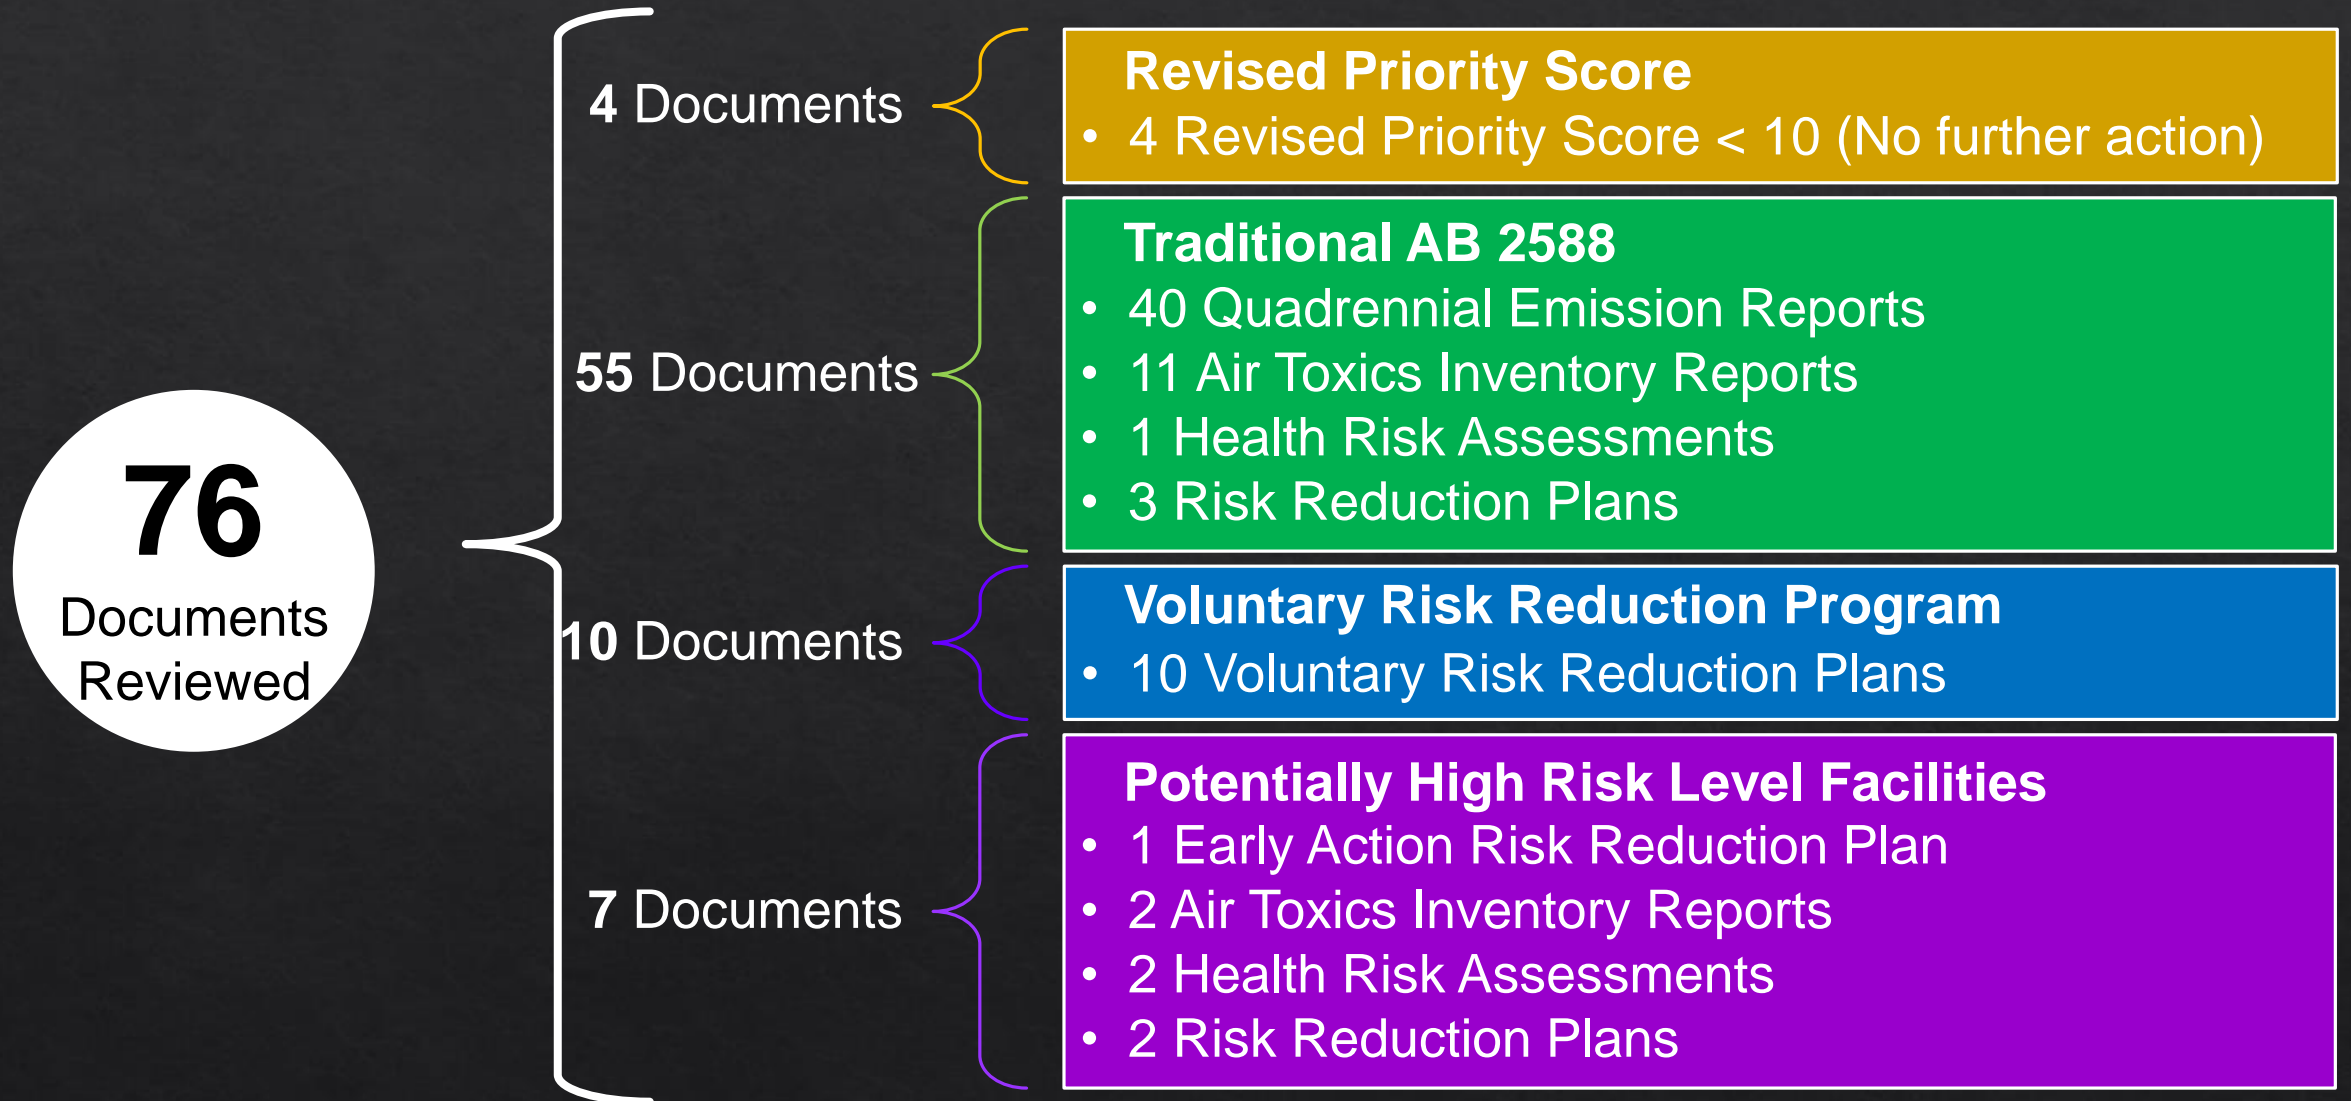 76
Documents
Reviewed
4 Documents
Revised Priority Score
• 4 Revised Priority Score < 10 (No further action)
55 Documents
Traditional AB 2588
• 40 Quadrennial Emission Reports
• 11 Air Toxics Inventory Reports
• 1 Health Risk Assessments
• 3 Risk Reduction Plans
10 Documents
Voluntary Risk Reduction Program
• 10 Voluntary Risk Reduction Plans
7 Documents
Potentially High Risk Level Facilities
• 1 Early Action Risk Reduction Plan
• 2 Air Toxics Inventory Reports
• 2 Health Risk Assessments
• 2 Risk Reduction Plans